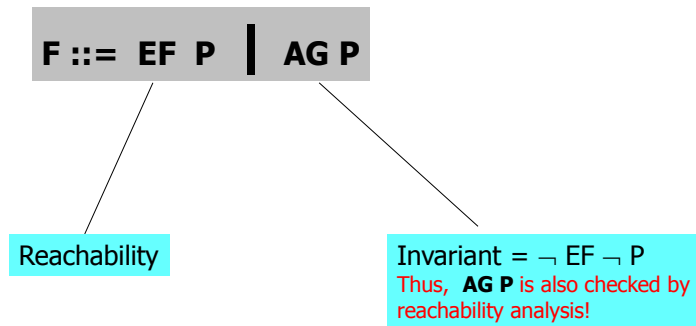 F ::= EF P | AG P
Reachability
Invariant = ¬ EF ¬ P
Thus, AG P is also checked by
reachability analysis!